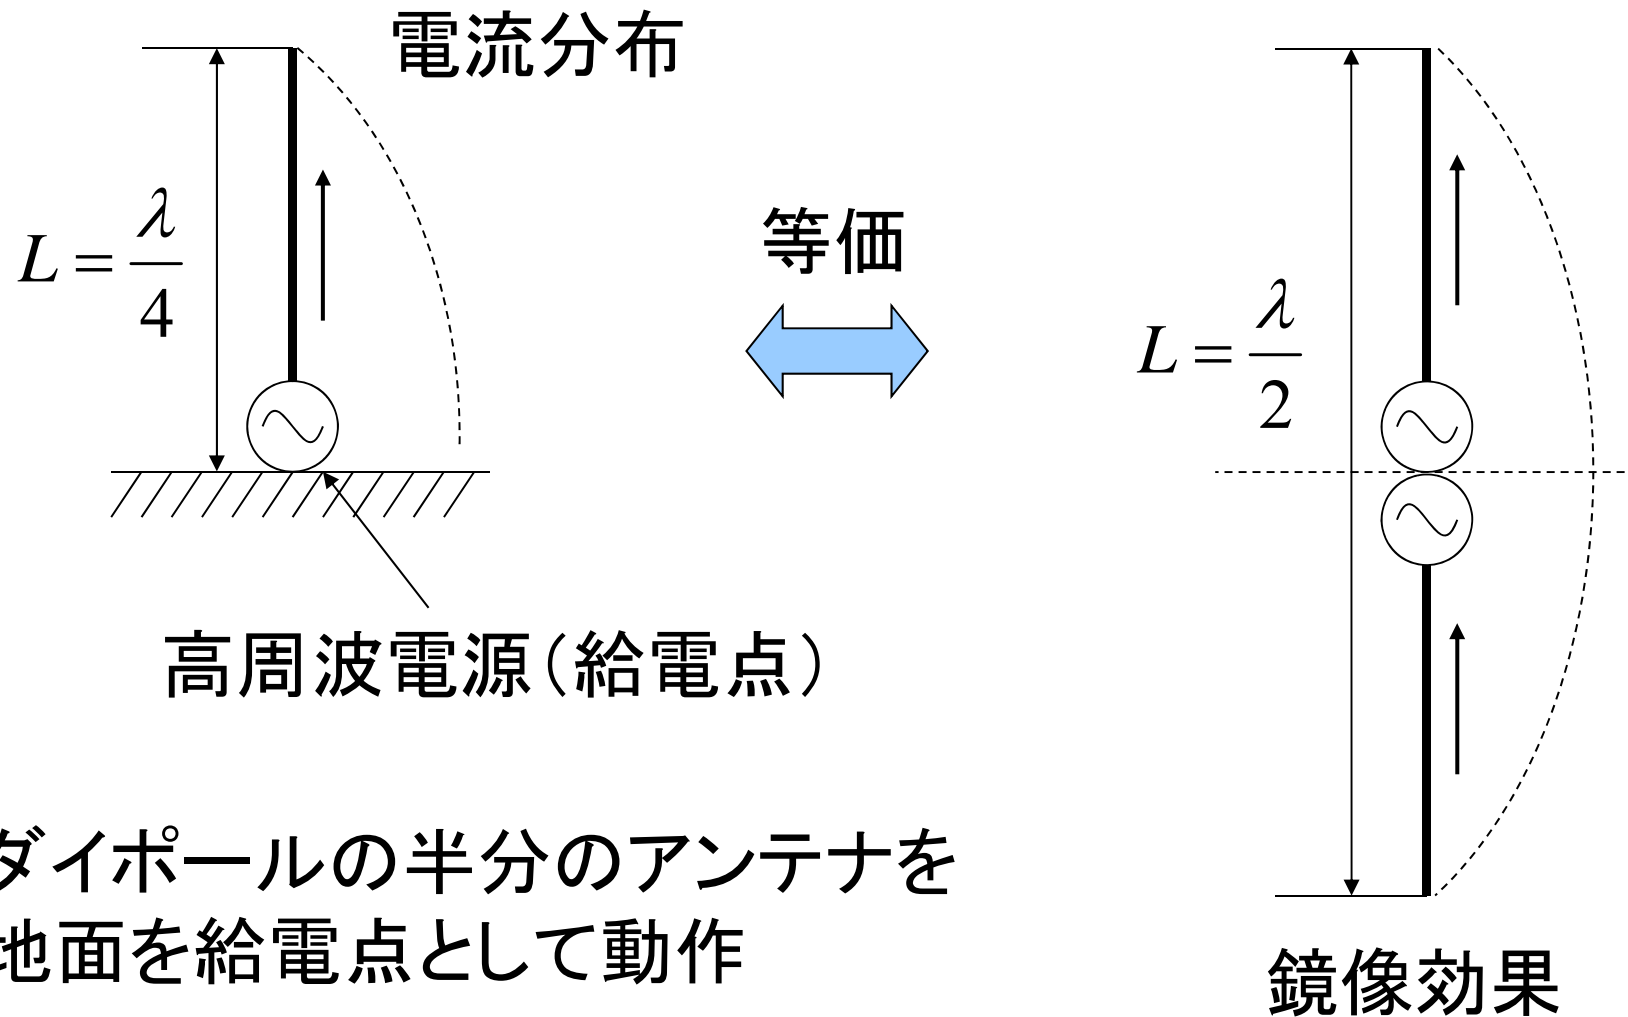 電流分布
L = λ/4
等価
L = λ/2
高周波電源（給電点）
ダイポールの半分のアンテナを
地面を給電点として動作
鏡像効果